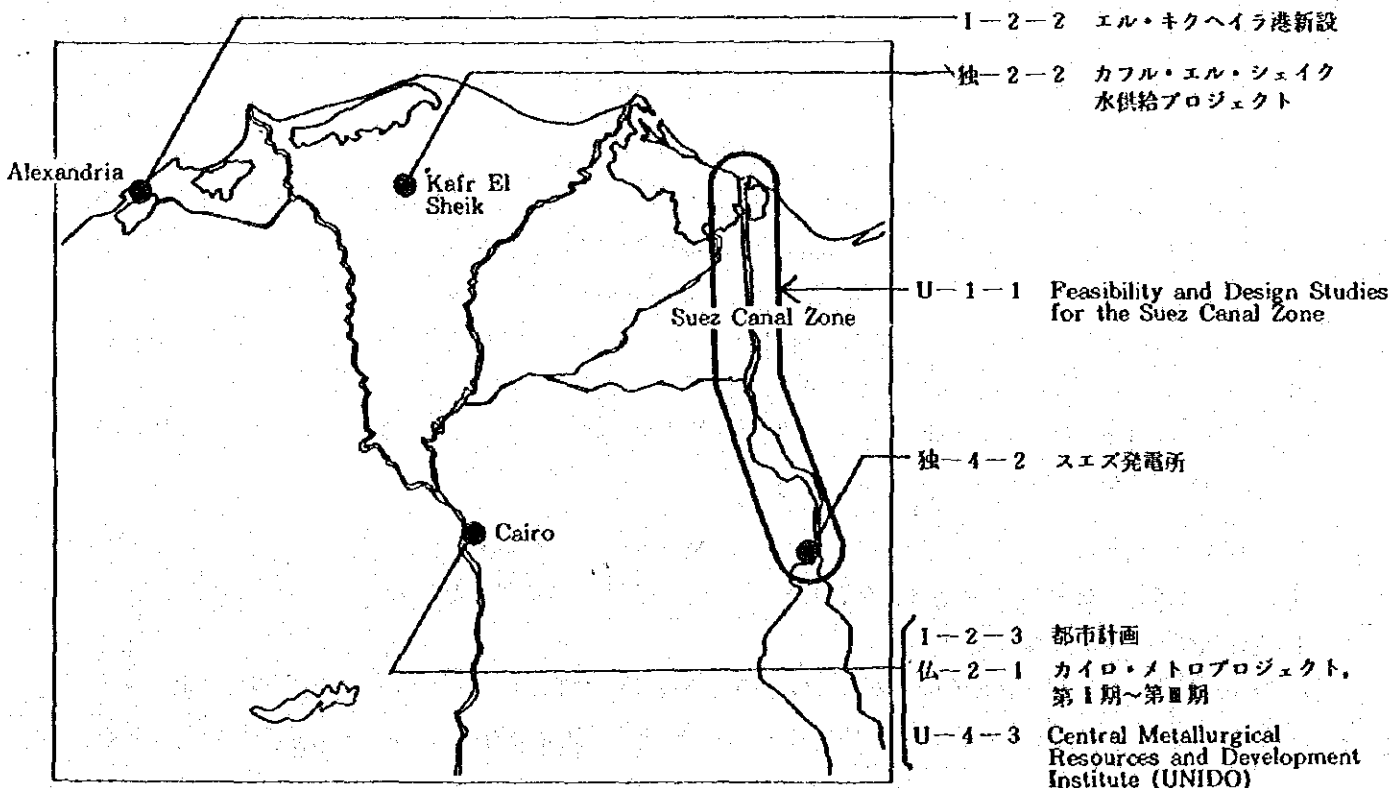 I-2-2 エル・キクヘイラ港新設
独-2-2 カフル・エル・シェイク
水供給プロジェクト
Alexandria
Kafr El
Sheik
U-1-1 Feasibility and Design Studies
for the Suez Canal Zone
Suez Canal Zone
独-4-2 スエズ発電所
Cairo
I-2-3 都市計画
仏-2-1 カイロ・メトロプロジェクト,
第I期~第III期
U-4-3 Central Metallurgical
Resources and Development
Institute (UNIDO)